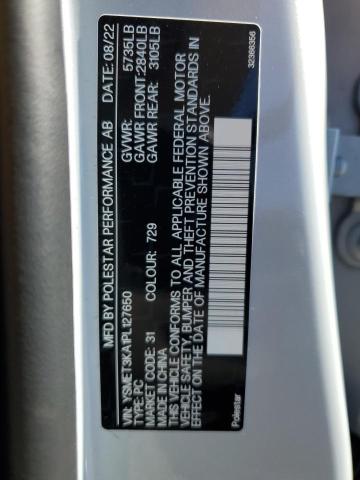 MFD BY POLESTAR PERFORMANCE AB DATE: 08/22
GVWR: 5735LB
GAWR FRONT: 2840LB
GAWR REAR: 3105LB
VIN: YSMET3KA1PL127650
TYPE: PC
MARKET CODE: 31 COLOUR: 729
MADE IN CHINA
THIS VEHICLE CONFORMS TO ALL APPLICABLE FEDERAL MOTOR
VEHICLE SAFETY, BUMPER AND THEFT PREVENTION STANDARDS IN
EFFECT ON THE DATE OF MANUFACTURE SHOWN ABOVE.
Polestar 32366356